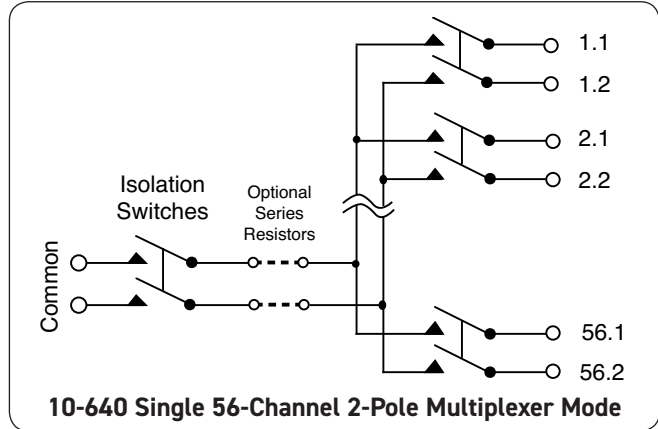 1.1
1.2
2.1
2.2
Isolation
Switches
Optional
Series
Resistors
Common
56.1
56.2
10-640 Single 56-Channel 2-Pole Multiplexer Mode